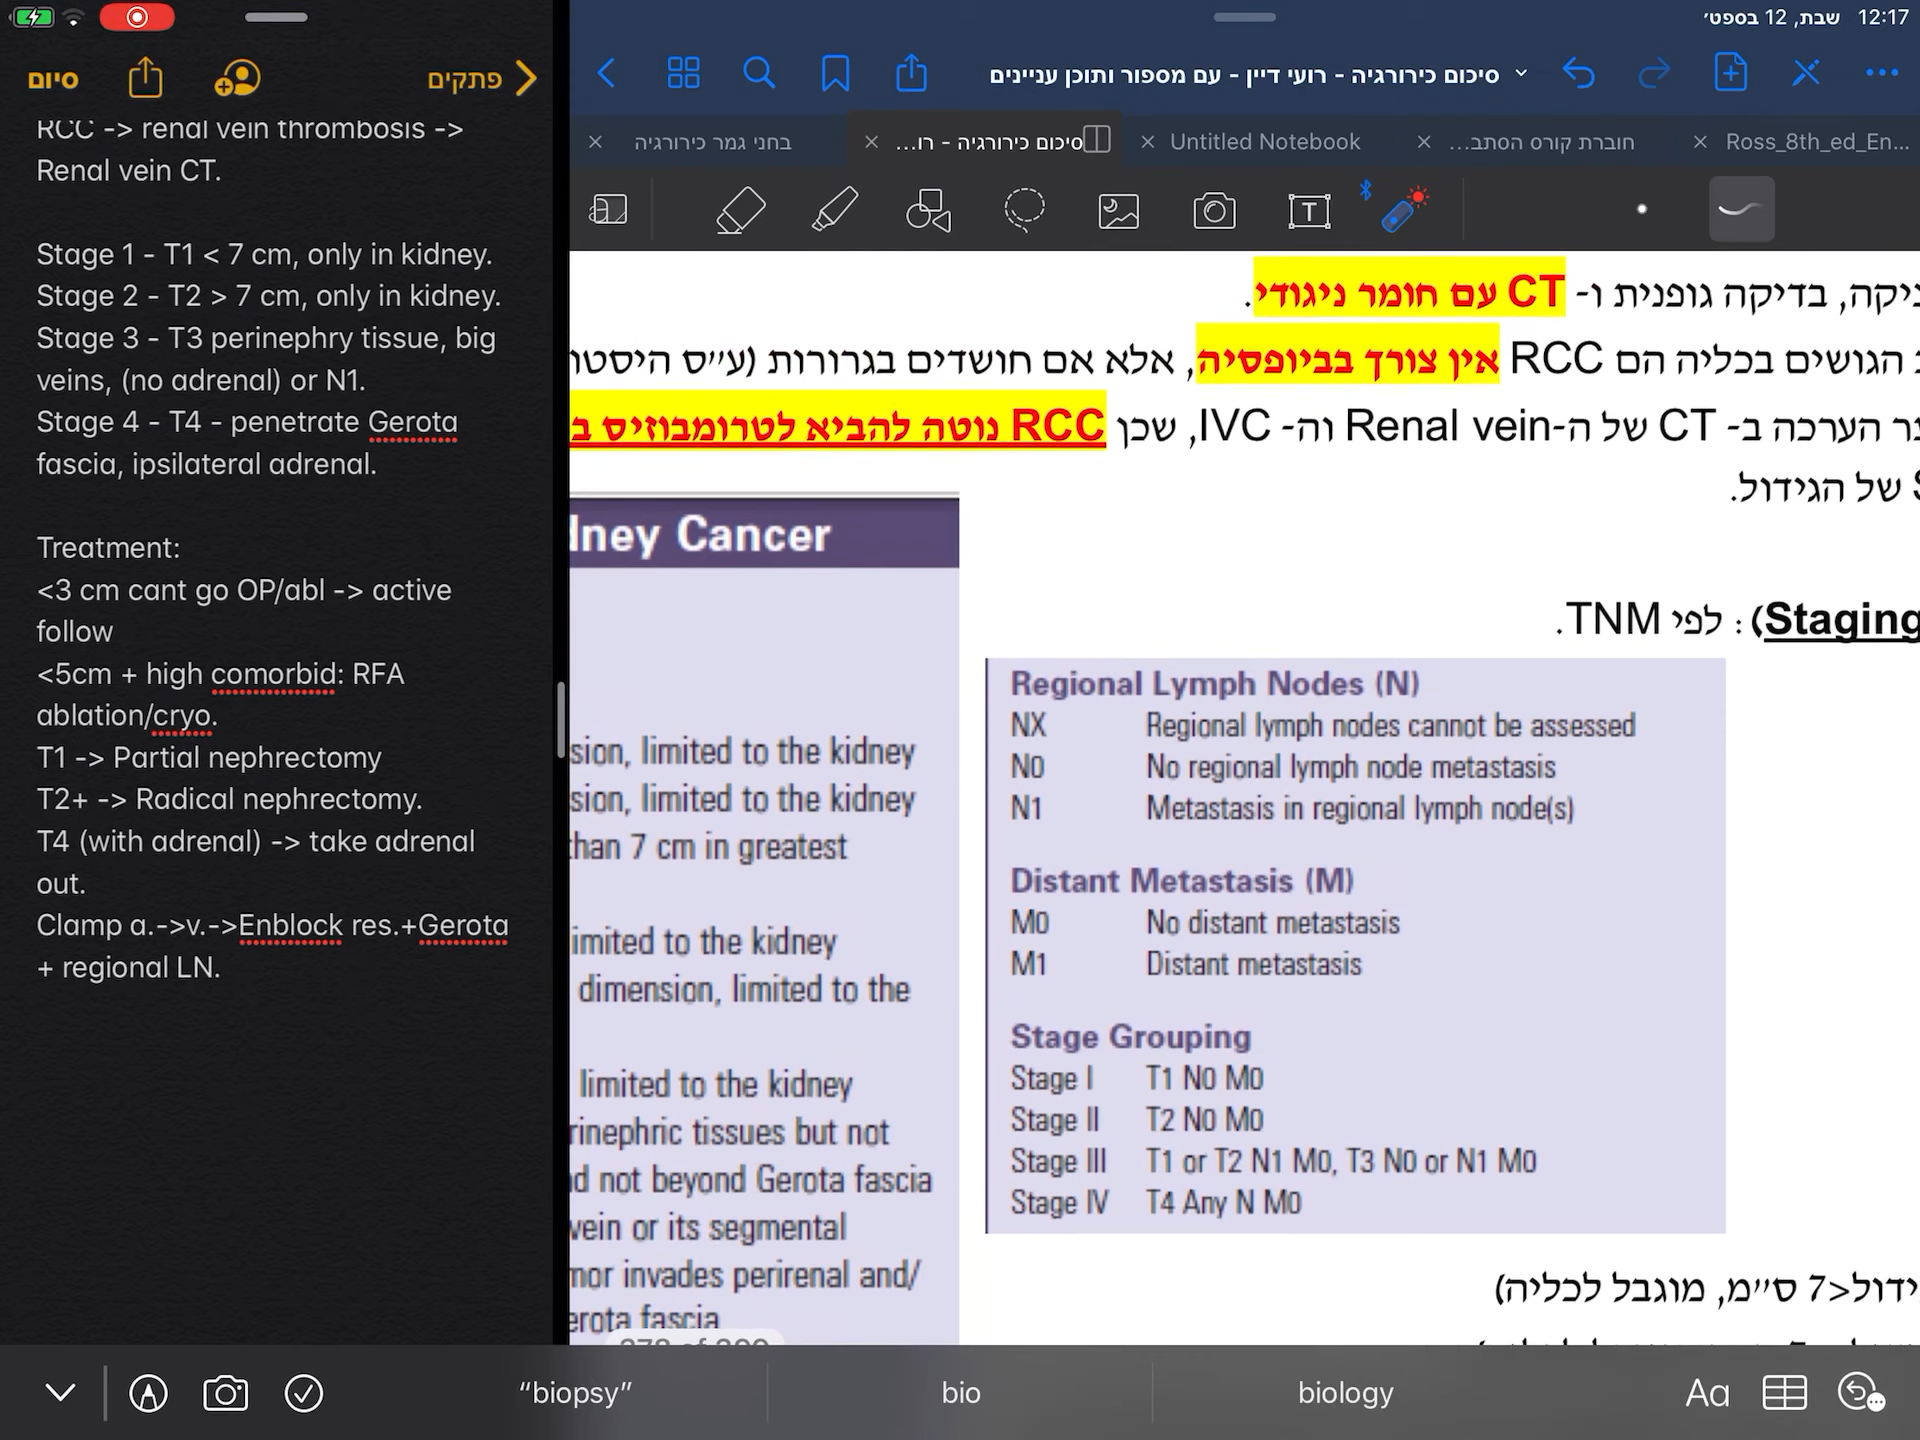 12:17 שבת, 12 בספט׳
סיום
פתקים
RCC -> renal vein thrombosis ->
Renal vein CT.
Stage 1 - T1 < 7 cm, only in kidney.
Stage 2 - T2 > 7 cm, only in kidney.
Stage 3 - T3 perinephry tissue, big
veins, (no adrenal) or N1.
Stage 4 - T4 - penetrate Gerota
fascia, ipsilateral adrenal.
Treatment:
<3 cm cant go OP/abl -> active
follow
<5cm + high comorbid: RFA
ablation/cryo.
T1 -> Partial nephrectomy
T2+ -> Radical nephrectomy.
T4 (with adrenal) -> take adrenal
out.
Clamp a.->v.->Enblock res.+Gerota
+ regional LN.
סיכום כירורגיה - רועי דיין - עם מספור ותוכן עניינים
בחני גמר כירורגיה
סיכום כירורגיה - רו...
Untitled Notebook
חוברת קורס הסתב...
Ross_8th_ed_En...
ניקה, בדיקה גופנית ו- CT עם חומר ניגודי.
הגושים בכליה הם RCC אין צורך בביופסיה, אלא אם חושדים בגרורות (ע״ס היסטו
הערכה ב- CT של ה-Renal vein וה- IVC, שכן RCC נוטה להביא לטרומבוזיס ב
של הגידול.
Staging): לפי TNM.
dney Cancer
sion, limited to the kidney
sion, limited to the kidney
than 7 cm in greatest
limited to the kidney
dimension, limited to the
limited to the kidney
rinephric tissues but not
nd not beyond Gerota fascia
vein or its segmental
mor invades perirenal and/
erota fascia
Regional Lymph Nodes (N)
NX Regional lymph nodes cannot be assessed
N0 No regional lymph node metastasis
N1 Metastasis in regional lymph node(s)
Distant Metastasis (M)
M0 No distant metastasis
M1 Distant metastasis
Stage Grouping
Stage I T1 N0 M0
Stage II T2 N0 M0
Stage III T1 or T2 N1 M0, T3 N0 or N1 M0
Stage IV T4 Any N M0
ידול<7 ס״מ, מוגבל לכליה)
“biopsy”
bio
biology
Aa